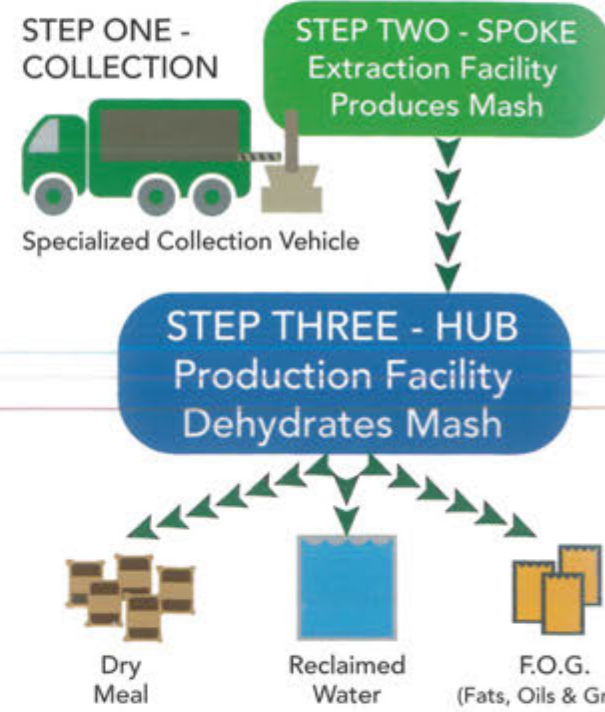 STEP ONE -
COLLECTION
Specialized Collection Vehicle
STEP TWO - SPOKE
Extraction Facility
Produces Mash
STEP THREE - HUB
Production Facility
Dehydrates Mash
Dry
Meal
Reclaimed
Water
F.O.G.
(Fats, Oils &